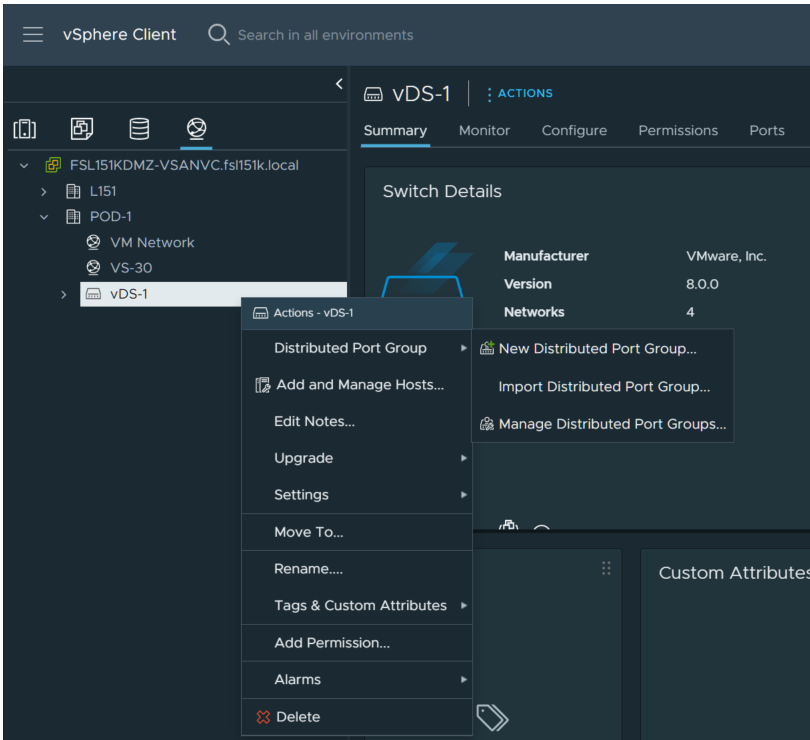 vSphere Client
Search in all environments
vDS-1
ACTIONS
Summary Monitor Configure Permissions Ports
FSL151KDMZ-VSANVC.fsl151k.local
L151
POD-1
VM Network
VS-30
vDS-1
Switch Details
Manufacturer VMware, Inc.
Version 8.0.0
Networks 4
Actions - vDS-1
Distributed Port Group
Add and Manage Hosts...
Edit Notes...
Upgrade
Settings
Move To...
Rename....
Tags & Custom Attributes
Add Permission...
Alarms
Delete
New Distributed Port Group...
Import Distributed Port Group...
Manage Distributed Port Groups...
Custom Attributes